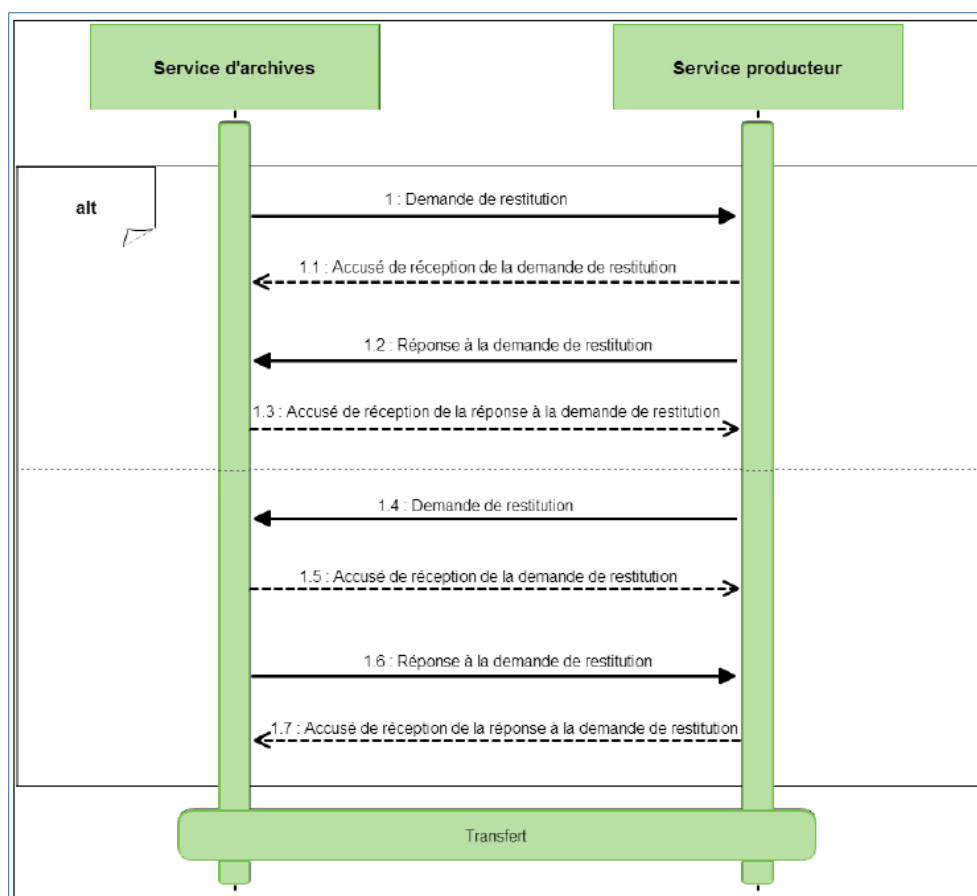 Service d'archives
Service producteur
alt
1 : Demande de restitution
1.1 : Accusé de réception de la demande de restitution
1.2 : Réponse à la demande de restitution
1.3 : Accusé de réception de la réponse à la demande de restitution
1.4 : Demande de restitution
1.5 : Accusé de réception de la demande de restitution
1.6 : Réponse à la demande de restitution
1.7 : Accusé de réception de la réponse à la demande de restitution
Transfert